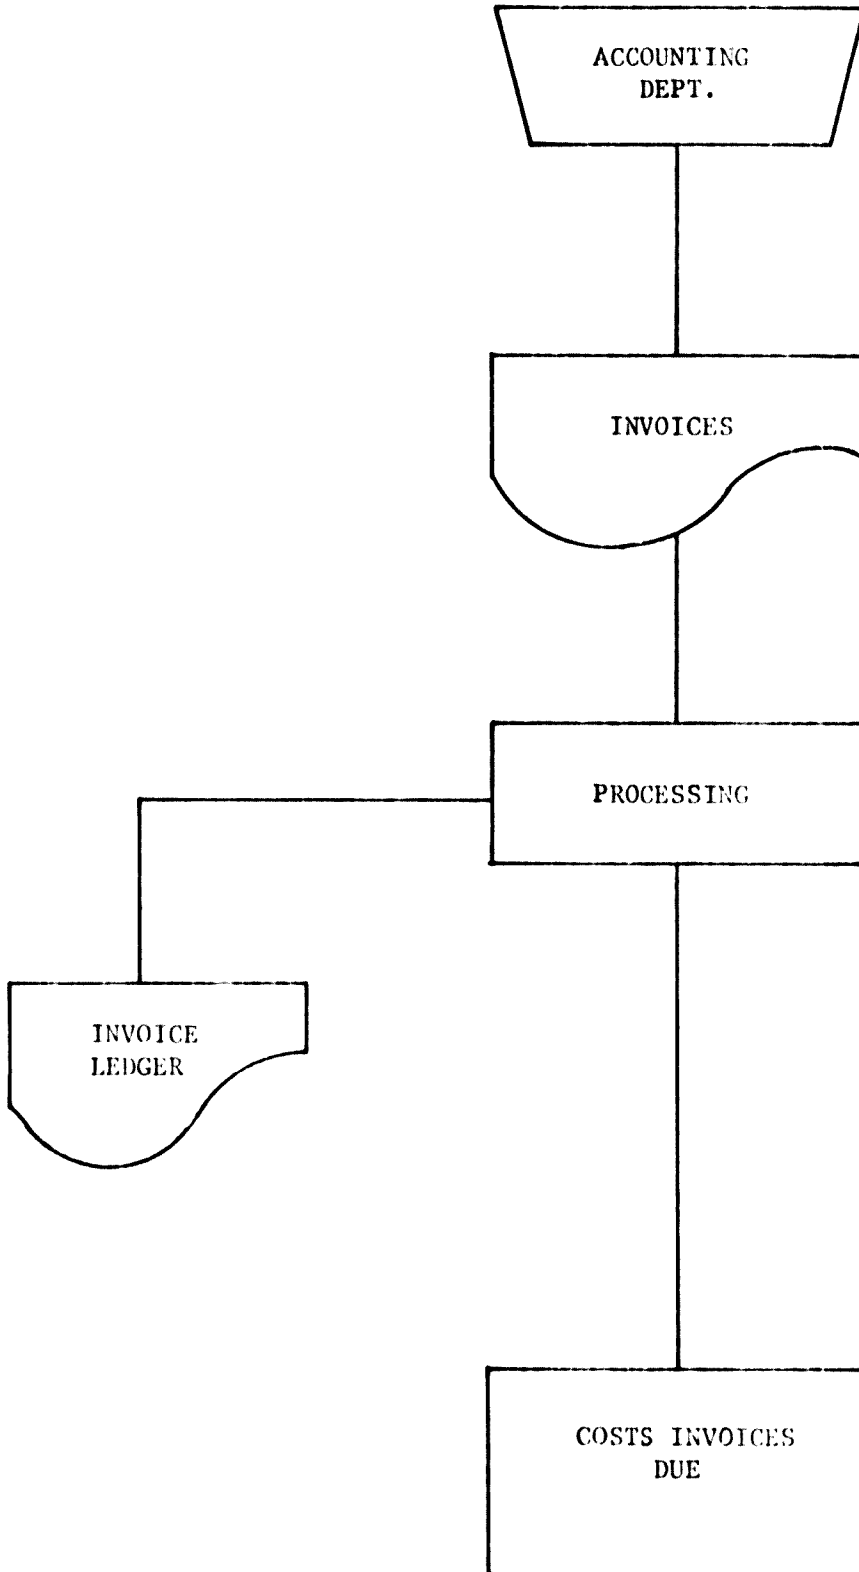 ACCOUNTING
DEPT.
INVOICES
PROCESSING
INVOICE
LEDGER
COSTS INVOICES
DUE